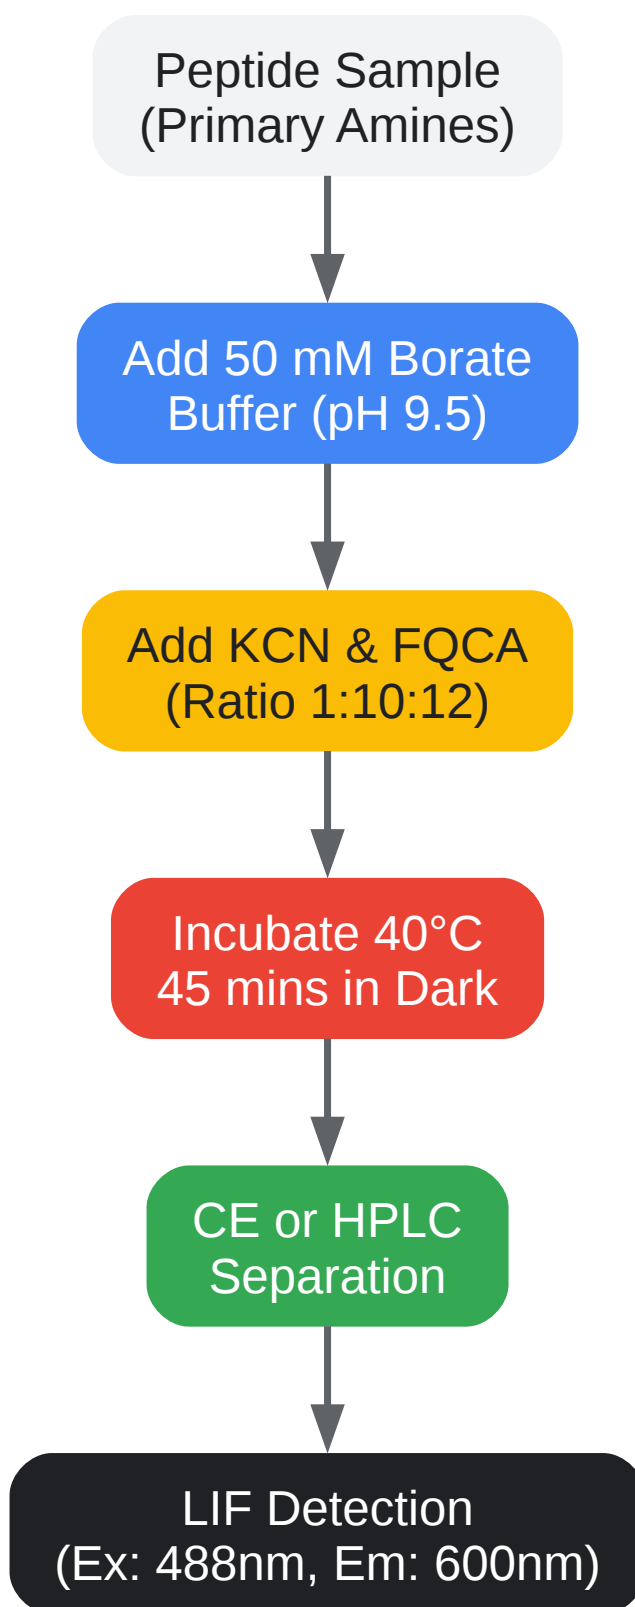 Peptide Sample
(Primary Amines)
Add 50 mM Borate
Buffer (pH 9.5)
Add KCN & FQCA
(Ratio 1:10:12)
Incubate 40°C
45 mins in Dark
CE or HPLC
Separation
LIF Detection
(Ex: 488nm, Em: 600nm)